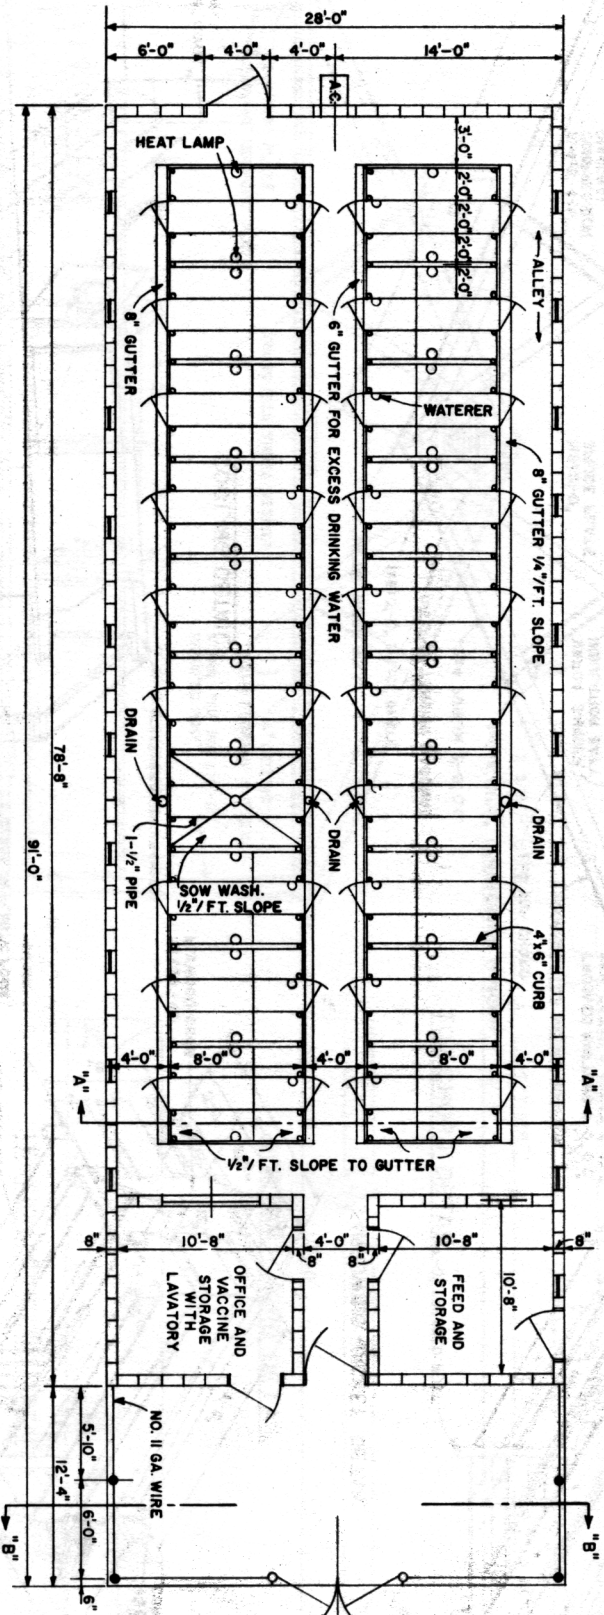 28'-0"
6'-0"
4'-0"
4'-0"
14'-0"
A.C.
HEAT LAMP
3'-0"
2'-0"
2'-0"
2'-0"
2'-0"
ALLEY
8" GUTTER
6" GUTTER FOR EXCESS DRINKING WATER
WATERER
8" GUTTER 1/4"/FT. SLOPE
DRAIN
78'-8"
91'-0"
1-1/2" PIPE
SOW WASH.
1/2"/FT. SLOPE
DRAIN
DRAIN
4"x6" CURB
4'-0"
8'-0"
4'-0"
8'-0"
4'-0"
"A"
"A"
1/2"/FT. SLOPE TO GUTTER
8"
10'-8"
4'-0"
8"
8"
10'-8"
8"
10'-8"
OFFICE AND
VACCINE
STORAGE
WITH
LAVATORY
FEED AND
STORAGE
NO. 11 GA. WIRE
5'-10"
12'-4"
6'-0"
6"
"B"
"B"